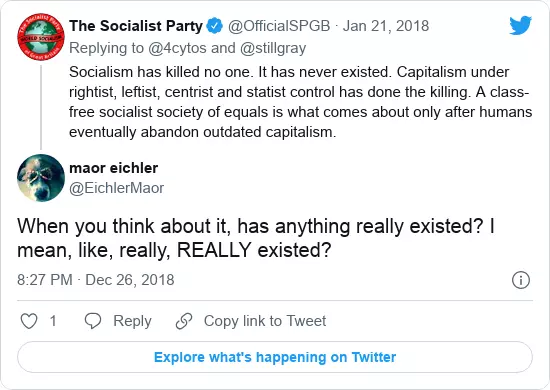 The Socialist Party @OfficialSPGB · Jan 21, 2018
Replying to @4cytos and @stillgray
Socialism has killed no one. It has never existed. Capitalism under
rightist, leftist, centrist and statist control has done the killing. A class-
free socialist society of equals is what comes about only after humans
eventually abandon outdated capitalism.
maor eichler
@EichlerMaor
When you think about it, has anything really existed? I
mean, like, really, REALLY existed?
8:27 PM · Dec 26, 2018
1 Reply Copy link to Tweet
Explore what's happening on Twitter